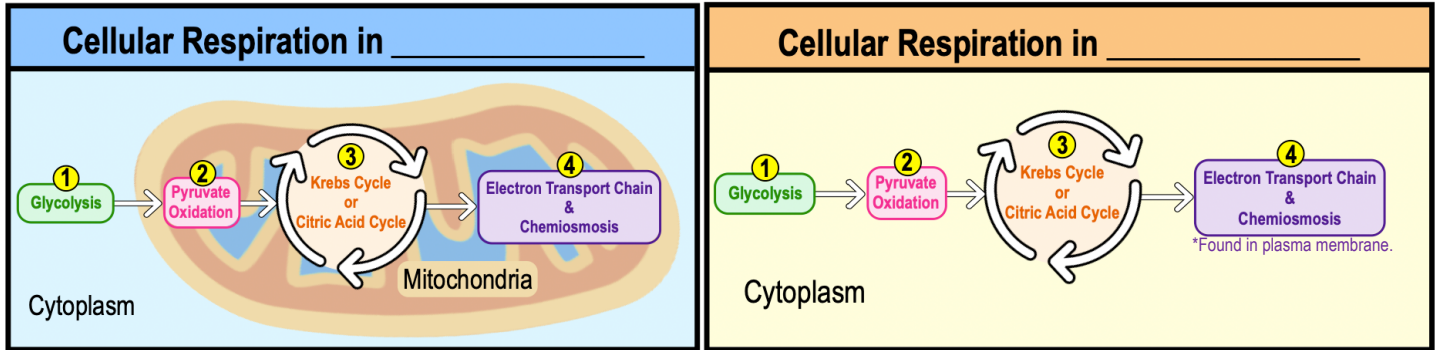 Cellular Respiration in _______________
1
Glycolysis
2
Pyruvate
Oxidation
3
Krebs Cycle
or
Citric Acid Cycle
4
Electron Transport Chain
&
Chemiosmosis
Mitochondria
Cytoplasm
Cellular Respiration in _______________
1
Glycolysis
2
Pyruvate
Oxidation
3
Krebs Cycle
or
Citric Acid Cycle
4
Electron Transport Chain
&
Chemiosmosis
*Found in plasma membrane.
Cytoplasm